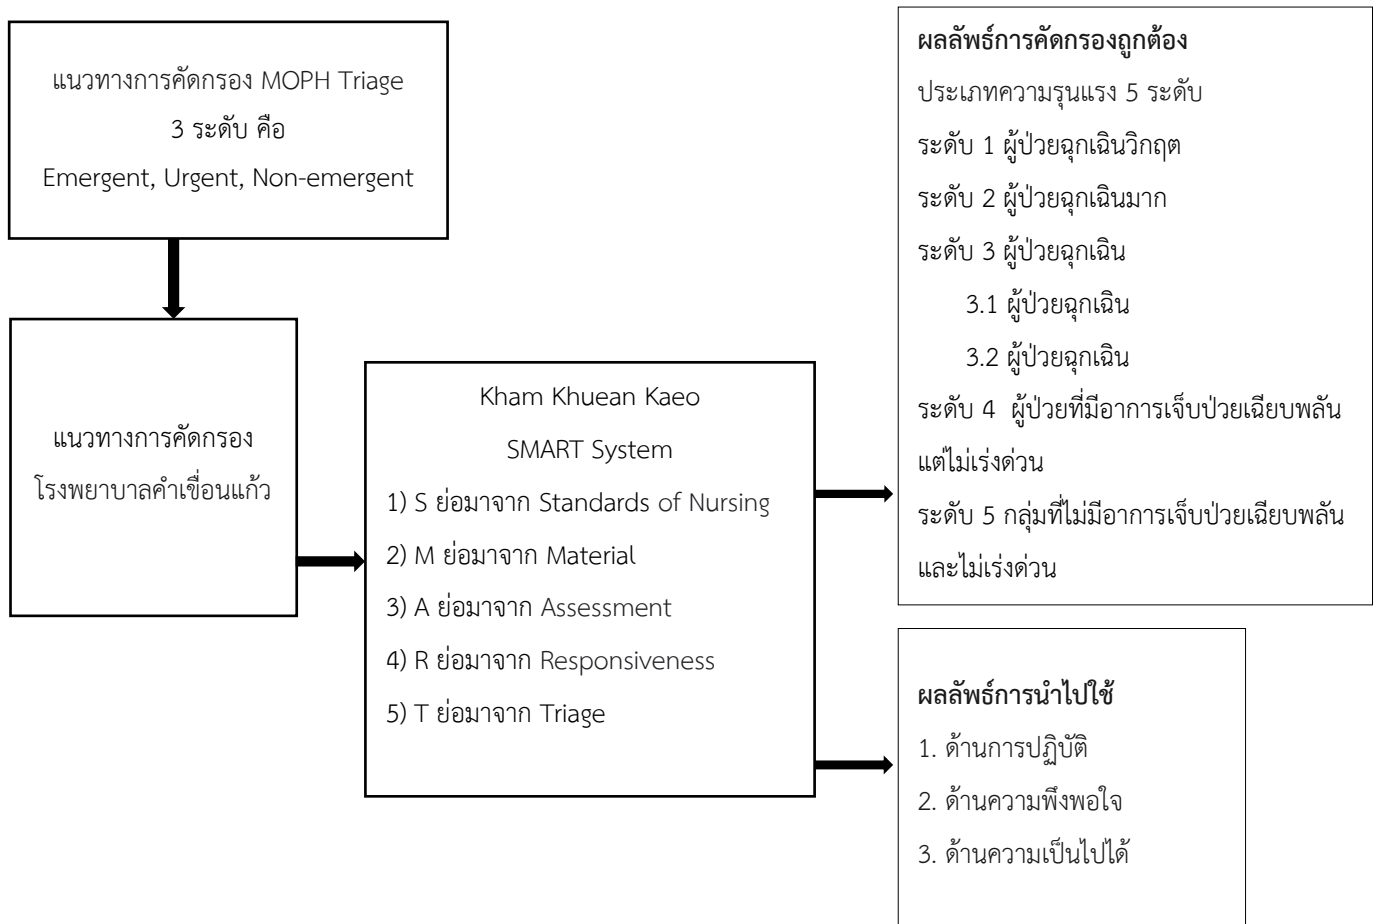 แนวทางการคัดกรอง MOPH Triage
3 ระดับ คือ
Emergent, Urgent, Non-emergent
แนวทางการคัดกรอง
โรงพยาบาลคำเขื่อนแก้ว
Kham Khuean Kaeo
SMART System
1) S ย่อมาจาก Standards of Nursing
2) M ย่อมาจาก Material
3) A ย่อมาจาก Assessment
4) R ย่อมาจาก Responsiveness
5) T ย่อมาจาก Triage
ผลลัพธ์การคัดกรองถูกต้อง
ประเภทความรุนแรง 5 ระดับ
ระดับ 1 ผู้ป่วยฉุกเฉินวิกฤต
ระดับ 2 ผู้ป่วยฉุกเฉินมาก
ระดับ 3 ผู้ป่วยฉุกเฉิน
3.1 ผู้ป่วยฉุกเฉิน
3.2 ผู้ป่วยฉุกเฉิน
ระดับ 4 ผู้ป่วยที่มีอาการเจ็บป่วยเฉียบพลัน
แต่ไม่เร่งด่วน
ระดับ 5 กลุ่มที่ไม่มีอาการเจ็บป่วยเฉียบพลัน
และไม่เร่งด่วน
ผลลัพธ์การนำไปใช้
1. ด้านการปฏิบัติ
2. ด้านความพึงพอใจ
3. ด้านความเป็นไปได้